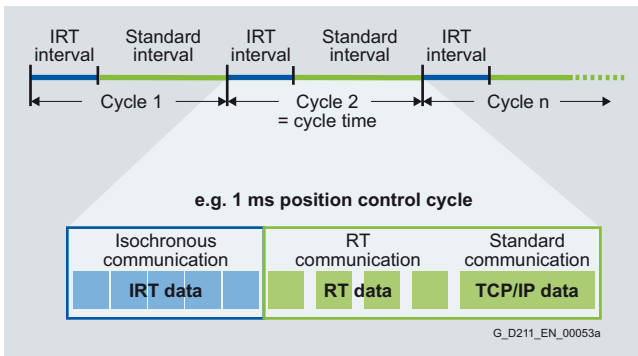 IRT interval
Standard interval
IRT interval
Standard interval
IRT interval
Cycle 1
Cycle 2
= cycle time
Cycle n
e.g. 1 ms position control cycle
Isochronous
communication
RT
communication
Standard
communication
IRT data
RT data
TCP/IP data
G_D211_EN_00053a